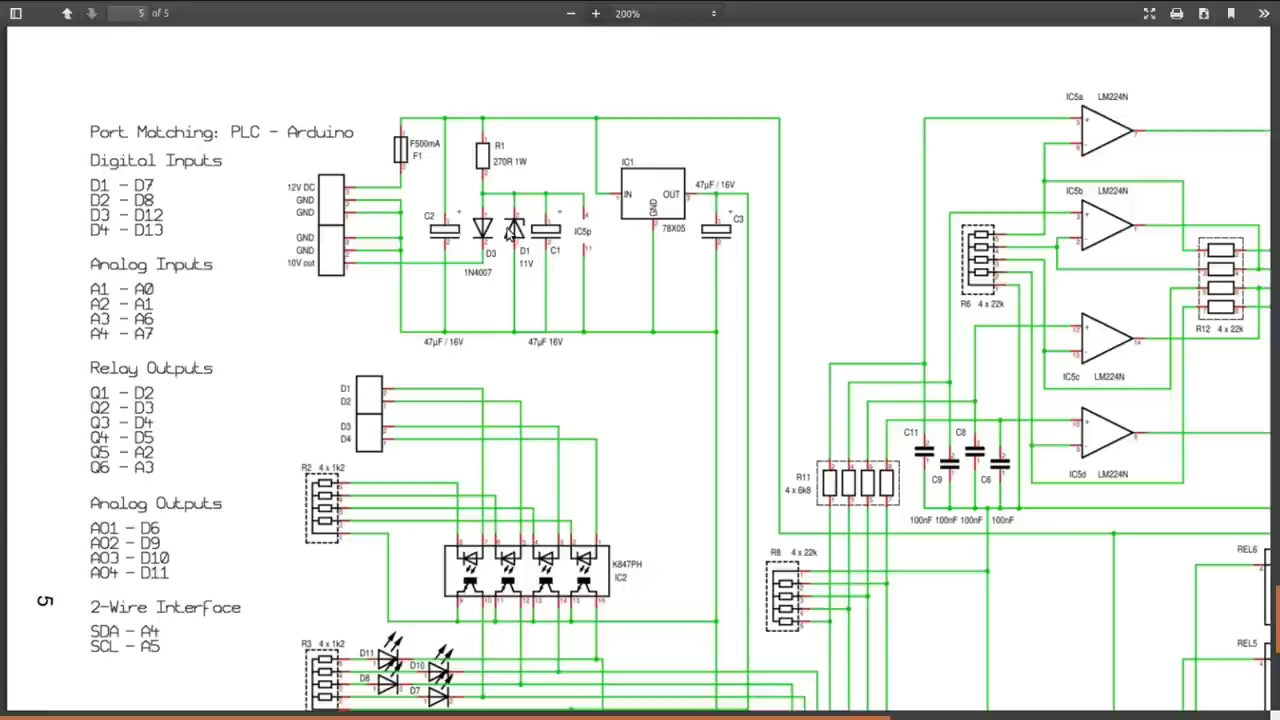 5 of 5
200%
Port Matching: PLC - Arduino
Digital Inputs
D1 - D7
D2 - D8
D3 - D12
D4 - D13
Analog Inputs
A1 - A0
A2 - A1
A3 - A6
A4 - A7
Relay Outputs
Q1 - D2
Q2 - D3
Q3 - D4
Q4 - D5
Q5 - A2
Q6 - A3
Analog Outputs
AO1 - D6
AO2 - D9
AO3 - D10
AO4 - D11
2-Wire Interface
SDA - A4
SCL - A5
5
12V DC
GND
GND
GND
GND
10V out
F500mA
F1
R1
270R 1W
C2
D3
1N4007
D1
11V
C1
IC5p
IC1
IN
OUT
GND
78X05
47µF / 16V
C3
47µF / 16V
47µF 16V
D1
D2
D3
D4
R2 4 x 1k2
K847PH
IC2
R3 4 x 1k2
D11
D10
D8
D7
IC5a LM224N
IC5b LM224N
R6 4 x 22k
R12 4 x 22k
IC5c LM224N
IC5d LM224N
C11
C8
C9
C6
R11
4 x 6k8
100nF 100nF 100nF 100nF
R8 4 x 22k
REL6
REL5